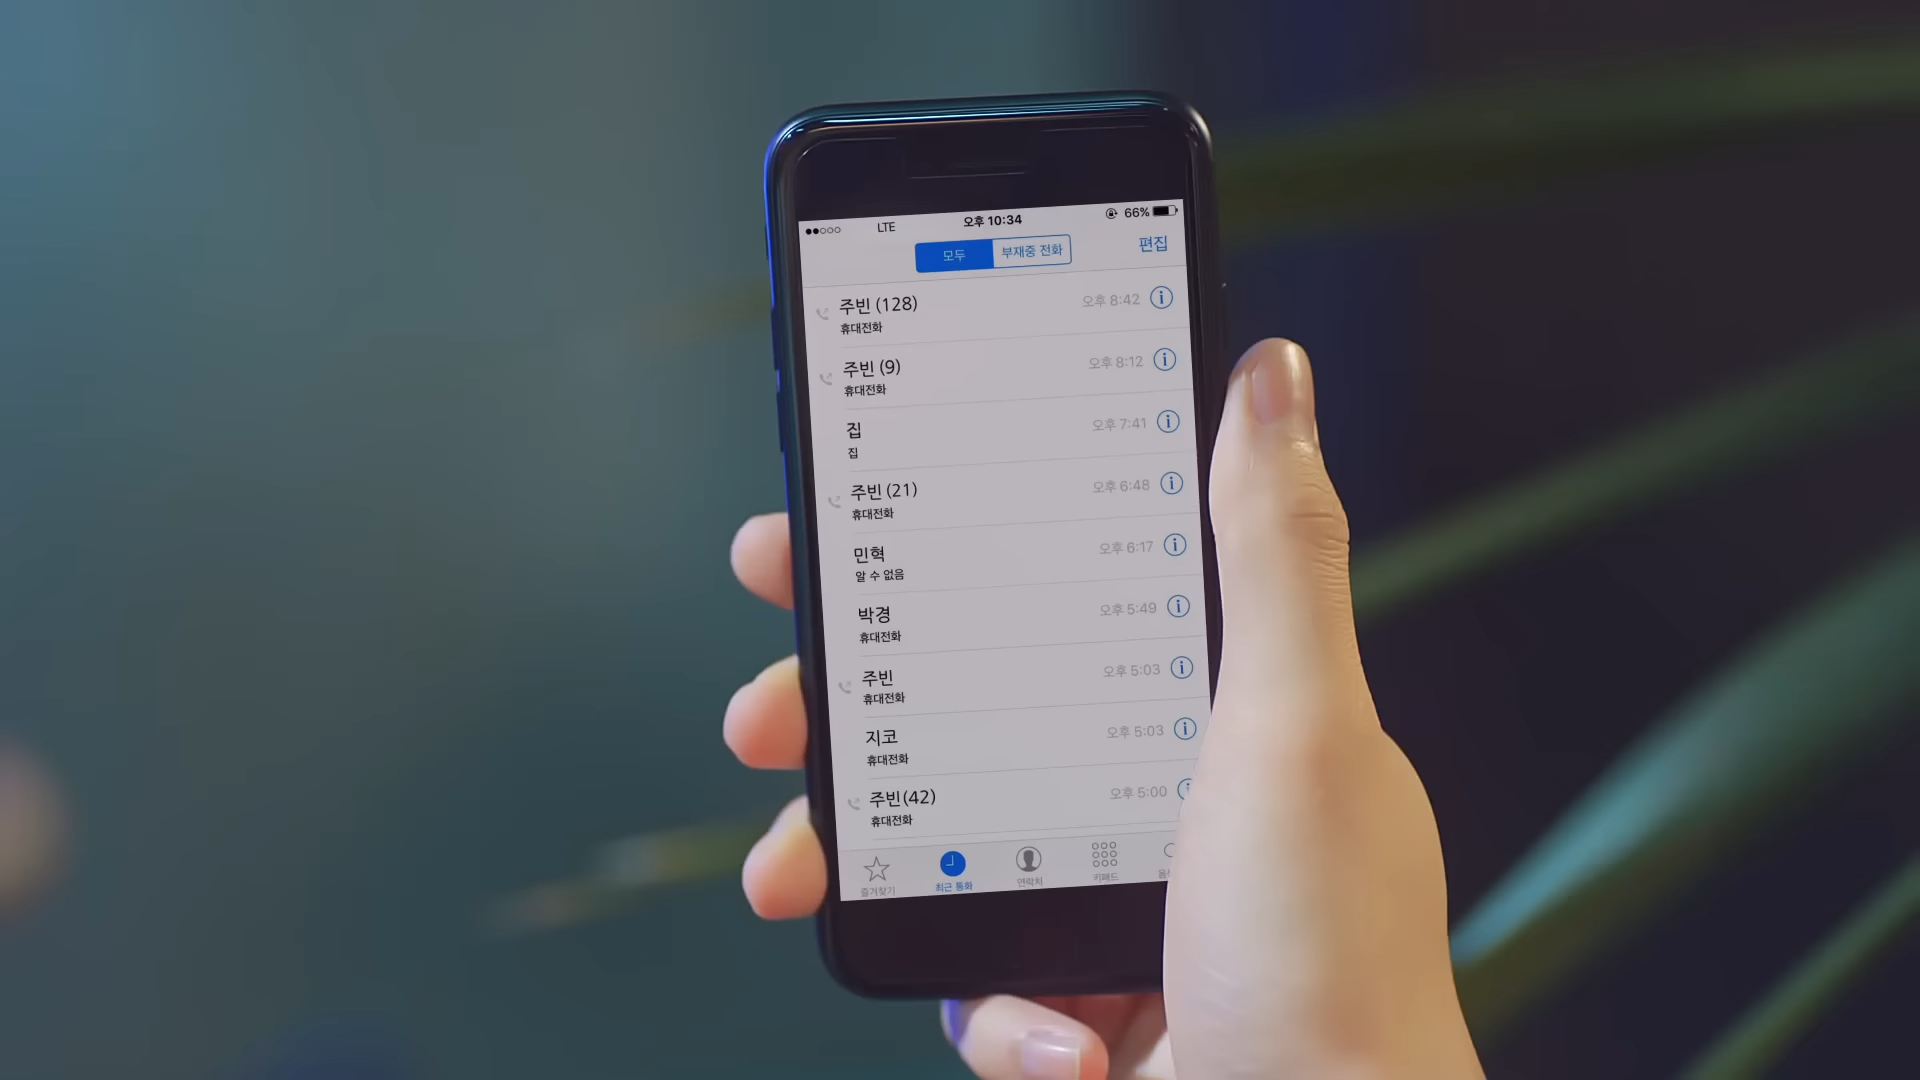 LTE 오후 10:34 66%
모두 부재중 전화 편집
주빈 (128) 오후 8:42
휴대전화
주빈 (9) 오후 8:12
휴대전화
집 오후 7:41
집
주빈 (21) 오후 6:48
휴대전화
민혁 오후 6:17
알 수 없음
박경 오후 5:49
휴대전화
주빈 오후 5:03
휴대전화
지코 오후 5:03
휴대전화
주빈(42) 오후 5:00
휴대전화
즐겨찾기 최근 통화 연락처 키패드